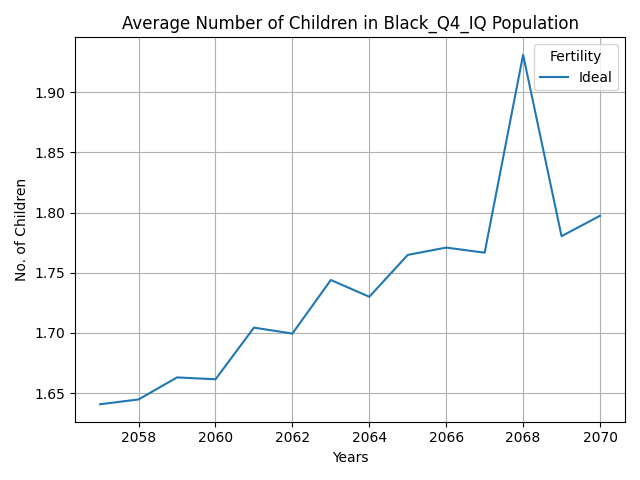 Average Number of Children in Black_Q4_IQ Population
Fertility
Ideal
No. of Children
1.90
1.85
1.80
1.75
1.70
1.65
2058 2060 2062 2064 2066 2068 2070
Years